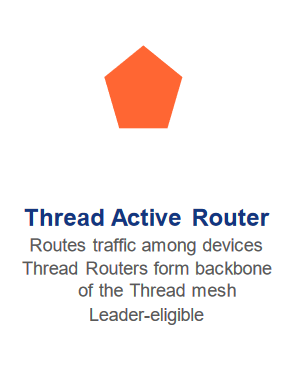 Thread Active Router
Routes traffic among devices
Thread Routers form backbone
of the Thread mesh
Leader-eligible